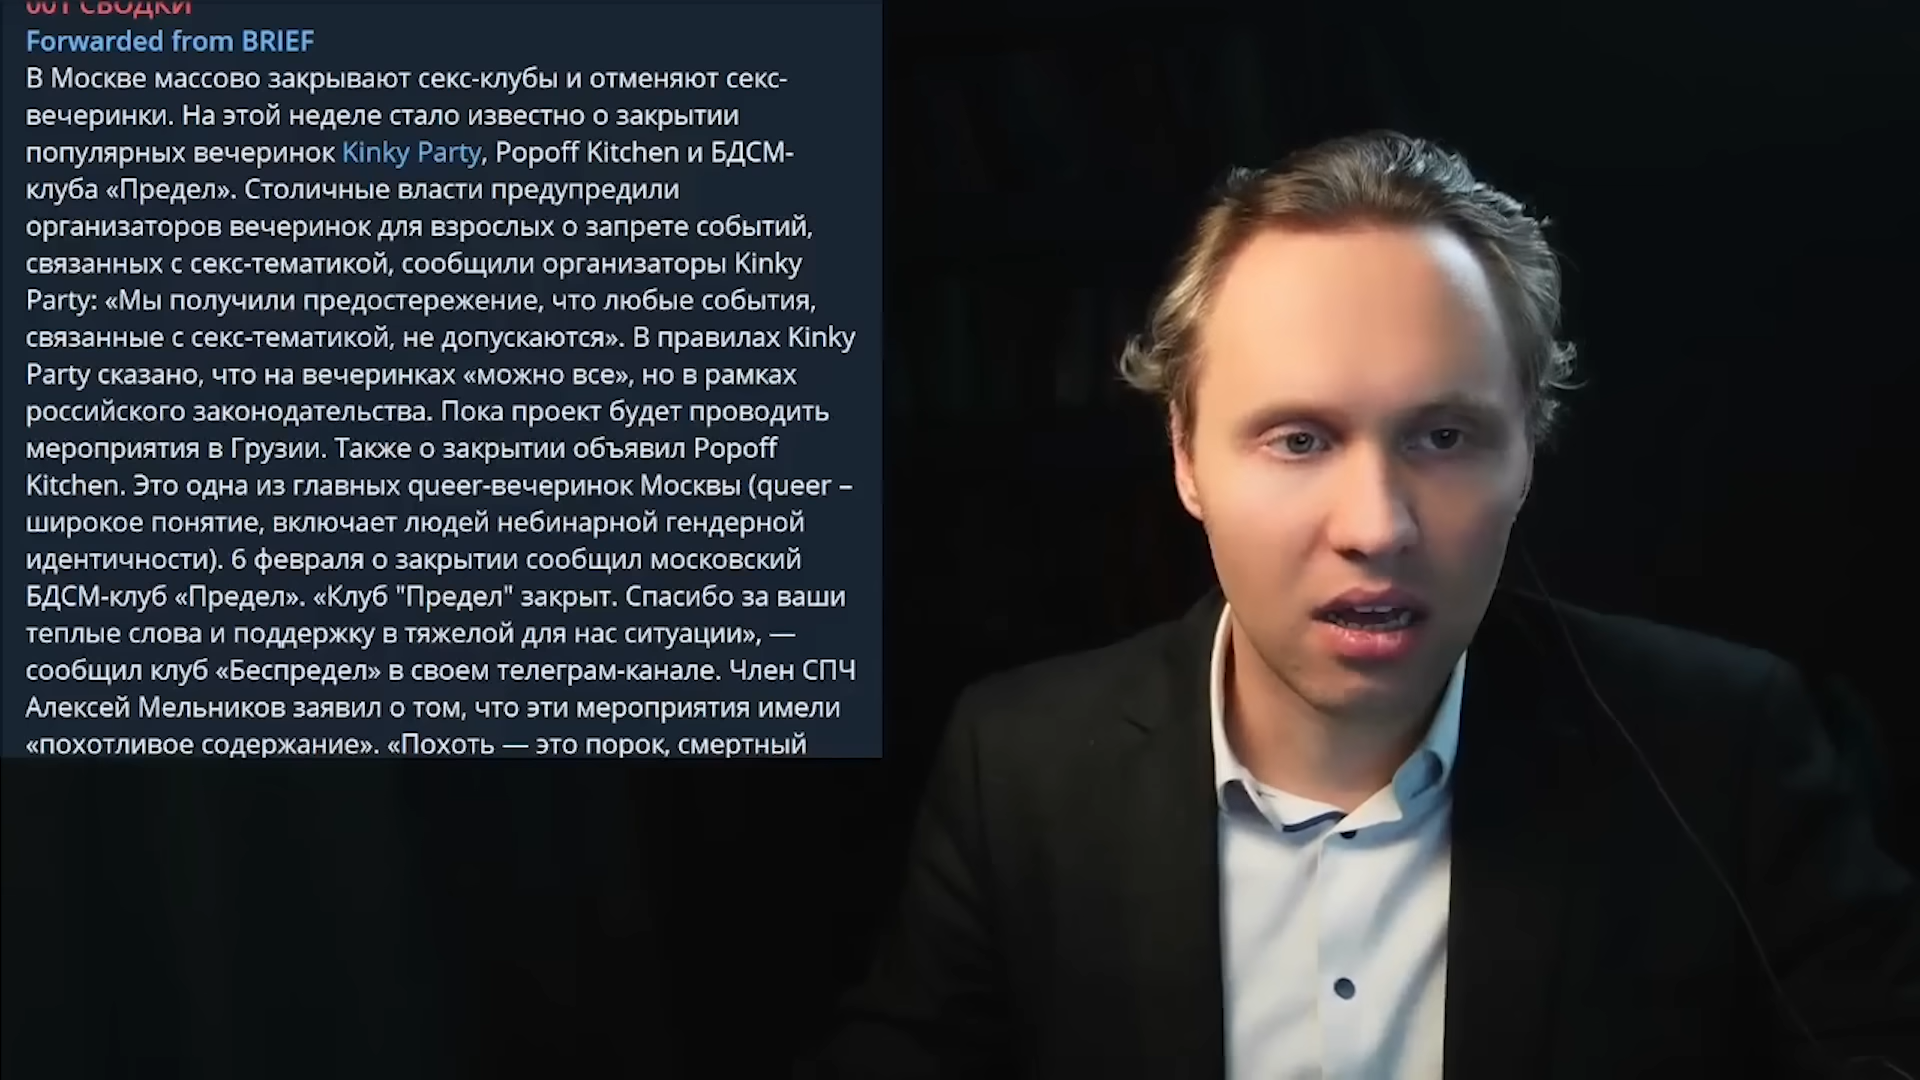 001 СВОДКИ
Forwarded from BRIEF
В Москве массово закрывают секс-клубы и отменяют секс-
вечеринки. На этой неделе стало известно о закрытии
популярных вечеринок Kinky Party, Popoff Kitchen и БДСМ-
клуба «Предел». Столичные власти предупредили
организаторов вечеринок для взрослых о запрете событий,
связанных с секс-тематикой, сообщили организаторы Kinky
Party: «Мы получили предостережение, что любые события,
связанные с секс-тематикой, не допускаются». В правилах Kinky
Party сказано, что на вечеринках «можно все», но в рамках
российского законодательства. Пока проект будет проводить
мероприятия в Грузии. Также о закрытии объявил Popoff
Kitchen. Это одна из главных queer-вечеринок Москвы (queer –
широкое понятие, включает людей небинарной гендерной
идентичности). 6 февраля о закрытии сообщил московский
БДСМ-клуб «Предел». «Клуб "Предел" закрыт. Спасибо за ваши
теплые слова и поддержку в тяжелой для нас ситуации», —
сообщил клуб «Беспредел» в своем телеграм-канале. Член СПЧ
Алексей Мельников заявил о том, что эти мероприятия имели
«похотливое содержание». «Похоть — это порок, смертный